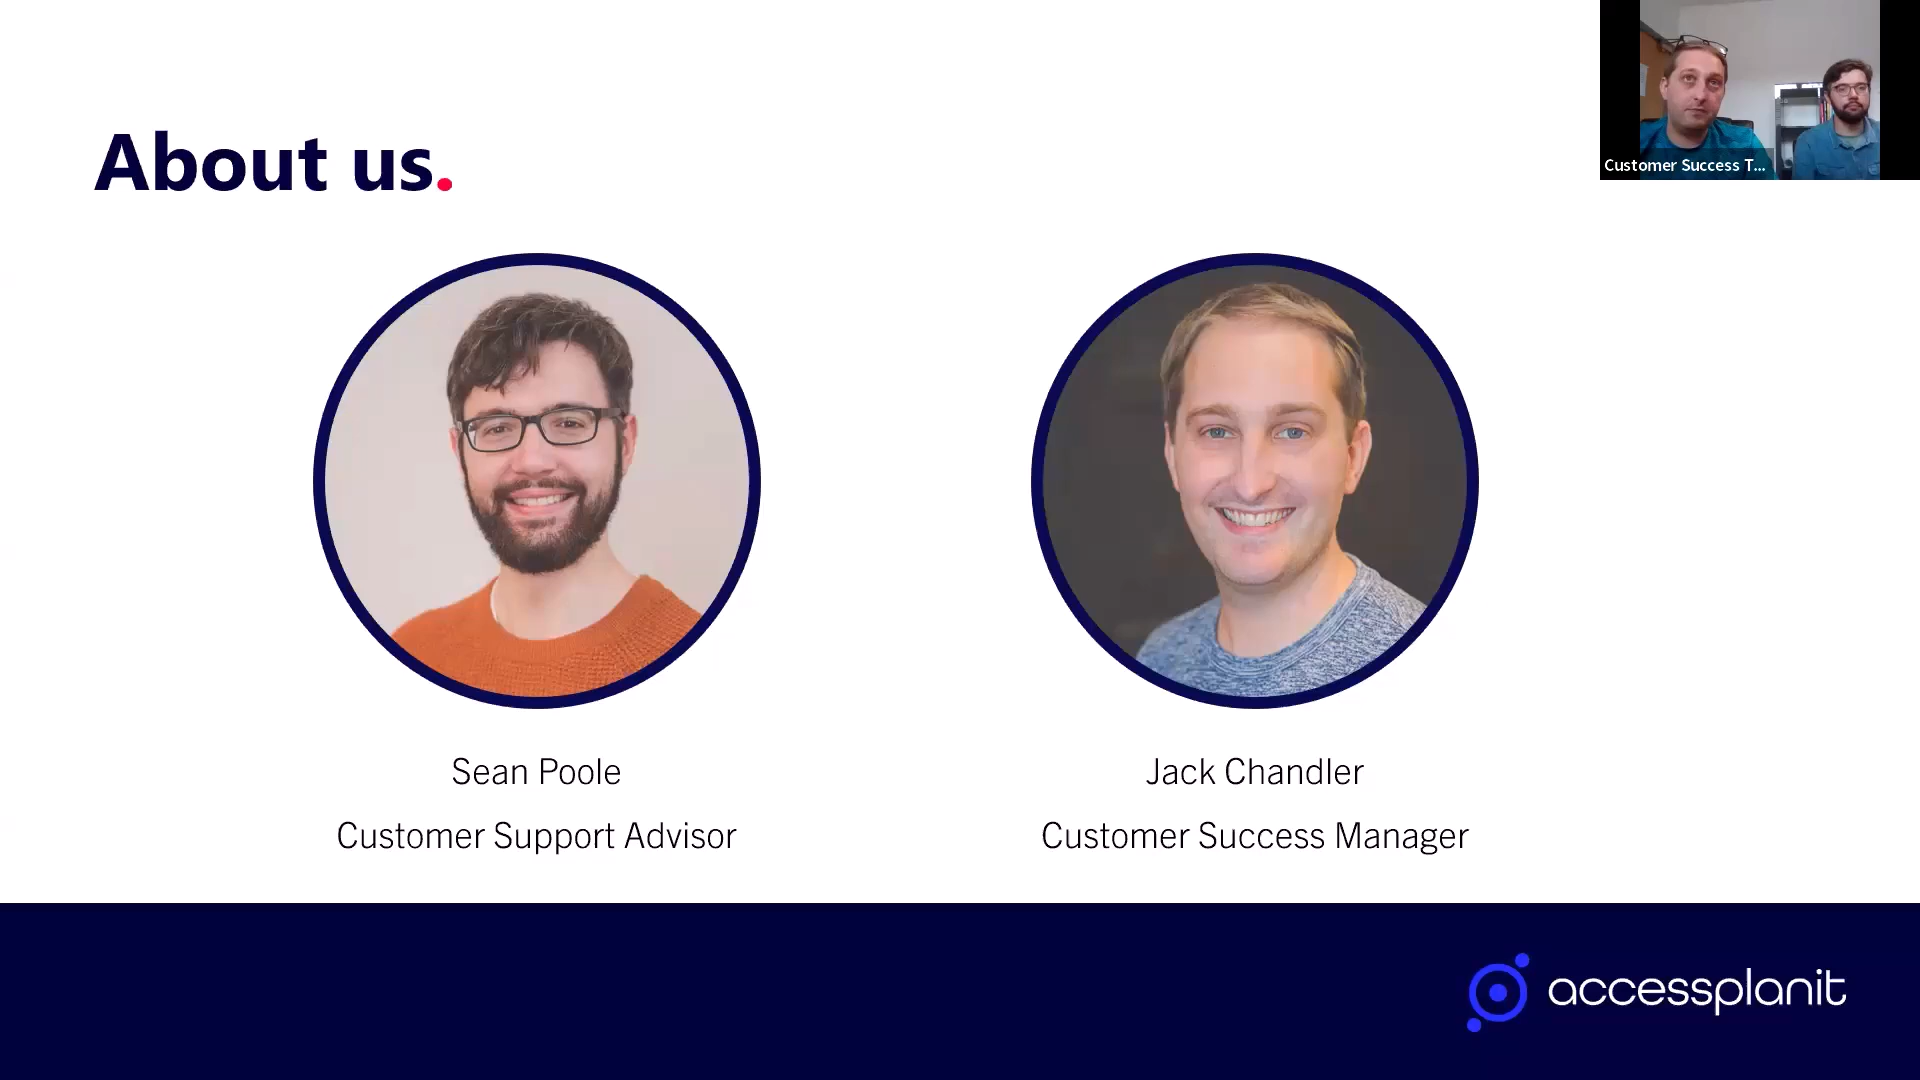 Customer Success T...
About us.
Sean Poole
Customer Support Advisor
Jack Chandler
Customer Success Manager
accessplanit